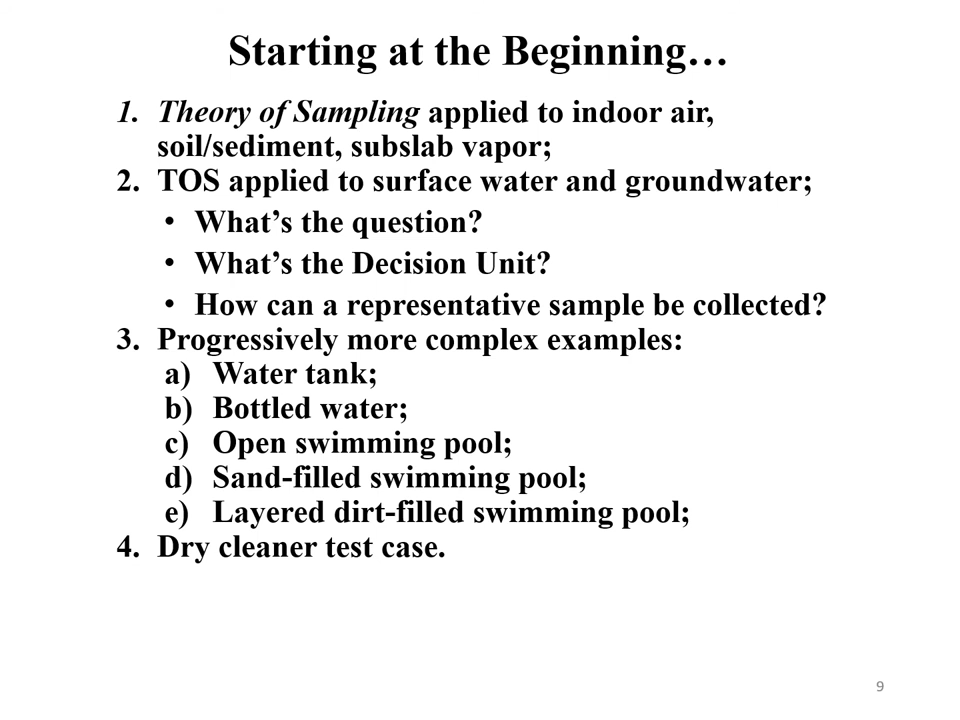 Starting at the Beginning…
1. Theory of Sampling applied to indoor air,
soil/sediment, subslab vapor;
2. TOS applied to surface water and groundwater;
• What’s the question?
• What’s the Decision Unit?
• How can a representative sample be collected?
3. Progressively more complex examples:
a) Water tank;
b) Bottled water;
c) Open swimming pool;
d) Sand-filled swimming pool;
e) Layered dirt-filled swimming pool;
4. Dry cleaner test case.
9